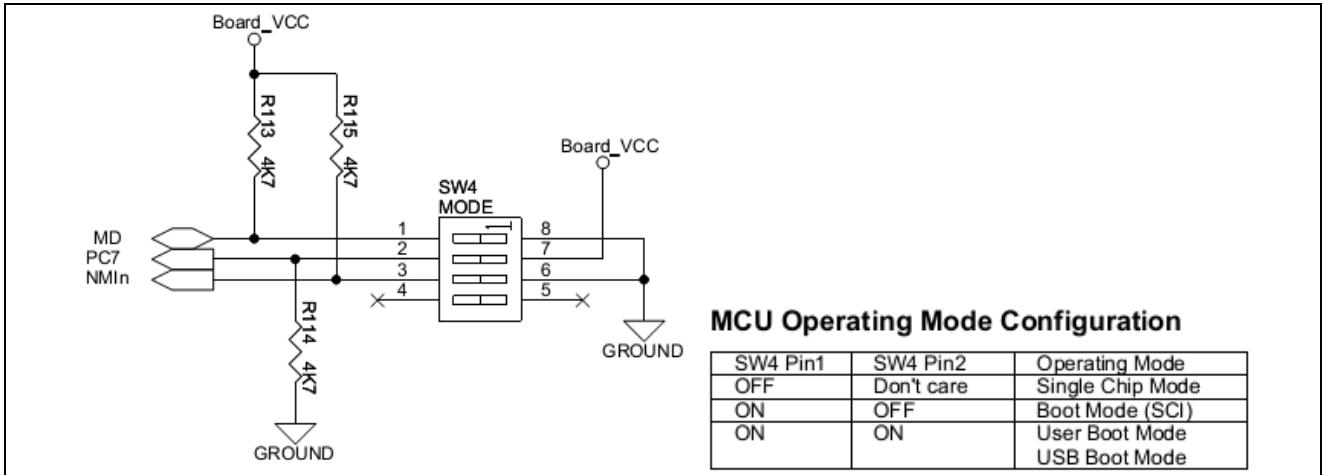 Board_VCC
R113 4K7
R115 4K7
Board_VCC
SW4
MODE
1
MD
1 8
PC7
2 7
NMIn
3 6
4 5
R114 4K7
GROUND
GROUND
MCU Operating Mode Configuration
SW4 Pin1 SW4 Pin2 Operating Mode
OFF Don't care Single Chip Mode
ON OFF Boot Mode (SCI)
ON ON User Boot Mode
USB Boot Mode